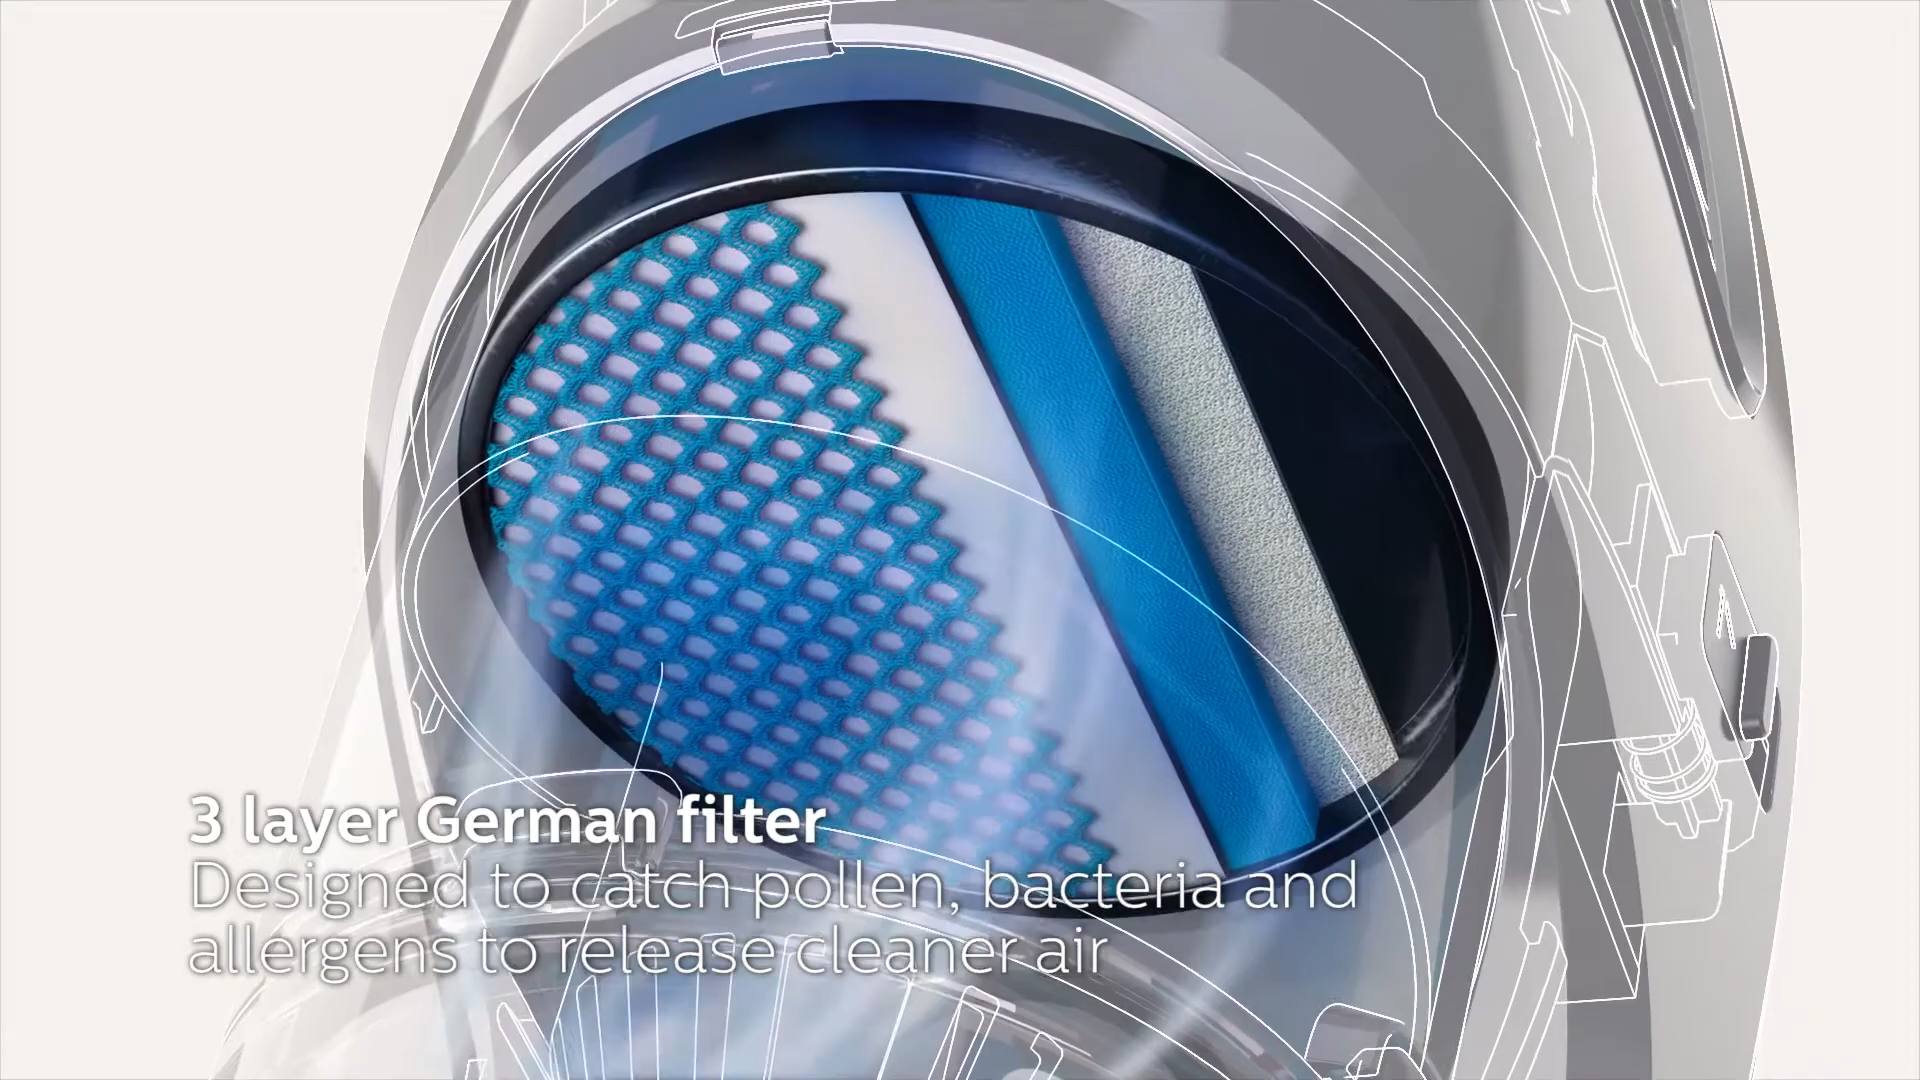 3 layer German filter
Designed to catch pollen, bacteria and
allergens to release cleaner air